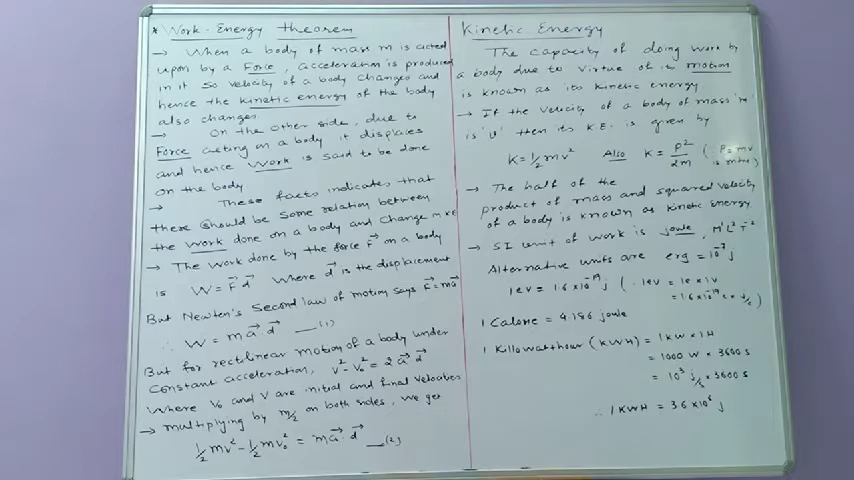 * Work-Energy theorem
→ When a body of mass m is acted
upon by a Force, acceleration is produced
in it so velocity of a body changes and
hence the kinetic energy of the body
also changes.
→ On the other side, due to
Force acting on a body it displaces
and hence Work is said to be done
on the body
→ These facts indicates that
there should be some relation between
the work done on a body and change in KE
→ The work done by the force F⃗ on a body
is W = F⃗ . d⃗ Where d⃗ is the displacement
But Newton's Second law of motion says F⃗ = ma⃗
∴ W = m a⃗ . d⃗ —(1)
But for rectilinear motion of a body under
Constant acceleration, V² - V₀² = 2 a⃗ . d⃗
Where V₀ and V are initial and final velocities
→ multiplying by m/2 on both sides, we get
1/2 mv² - 1/2 mv₀² = ma⃗ . d⃗ —(2)
Kinetic Energy
The capacity of doing work by
a body due to virtue of its motion
is known as its kinetic energy
→ If the velocity of a body of mass 'm'
is 'v' then its K.E. is given by
K = 1/2 mv² Also K = P²/2m ( P = mv
→ The half of the
product of mass and squared velocity
of a body is known as kinetic energy
→ SI unit of work is joule, M¹L²T⁻²
Alternative units are erg = 10⁻⁷ j
1ev = 1.6 x 10⁻¹⁹ j ( 1ev = 1e x 1v
= 1.6 x 10⁻¹⁹ c x j/c )
1 Calorie = 4.186 joule
1 Killowatthour (KWH) = 1 KW x 1H
= 1000 W x 3600 s
= 10³ j/s x 3600 s
∴ 1 KWH = 3.6 x 10⁶ j